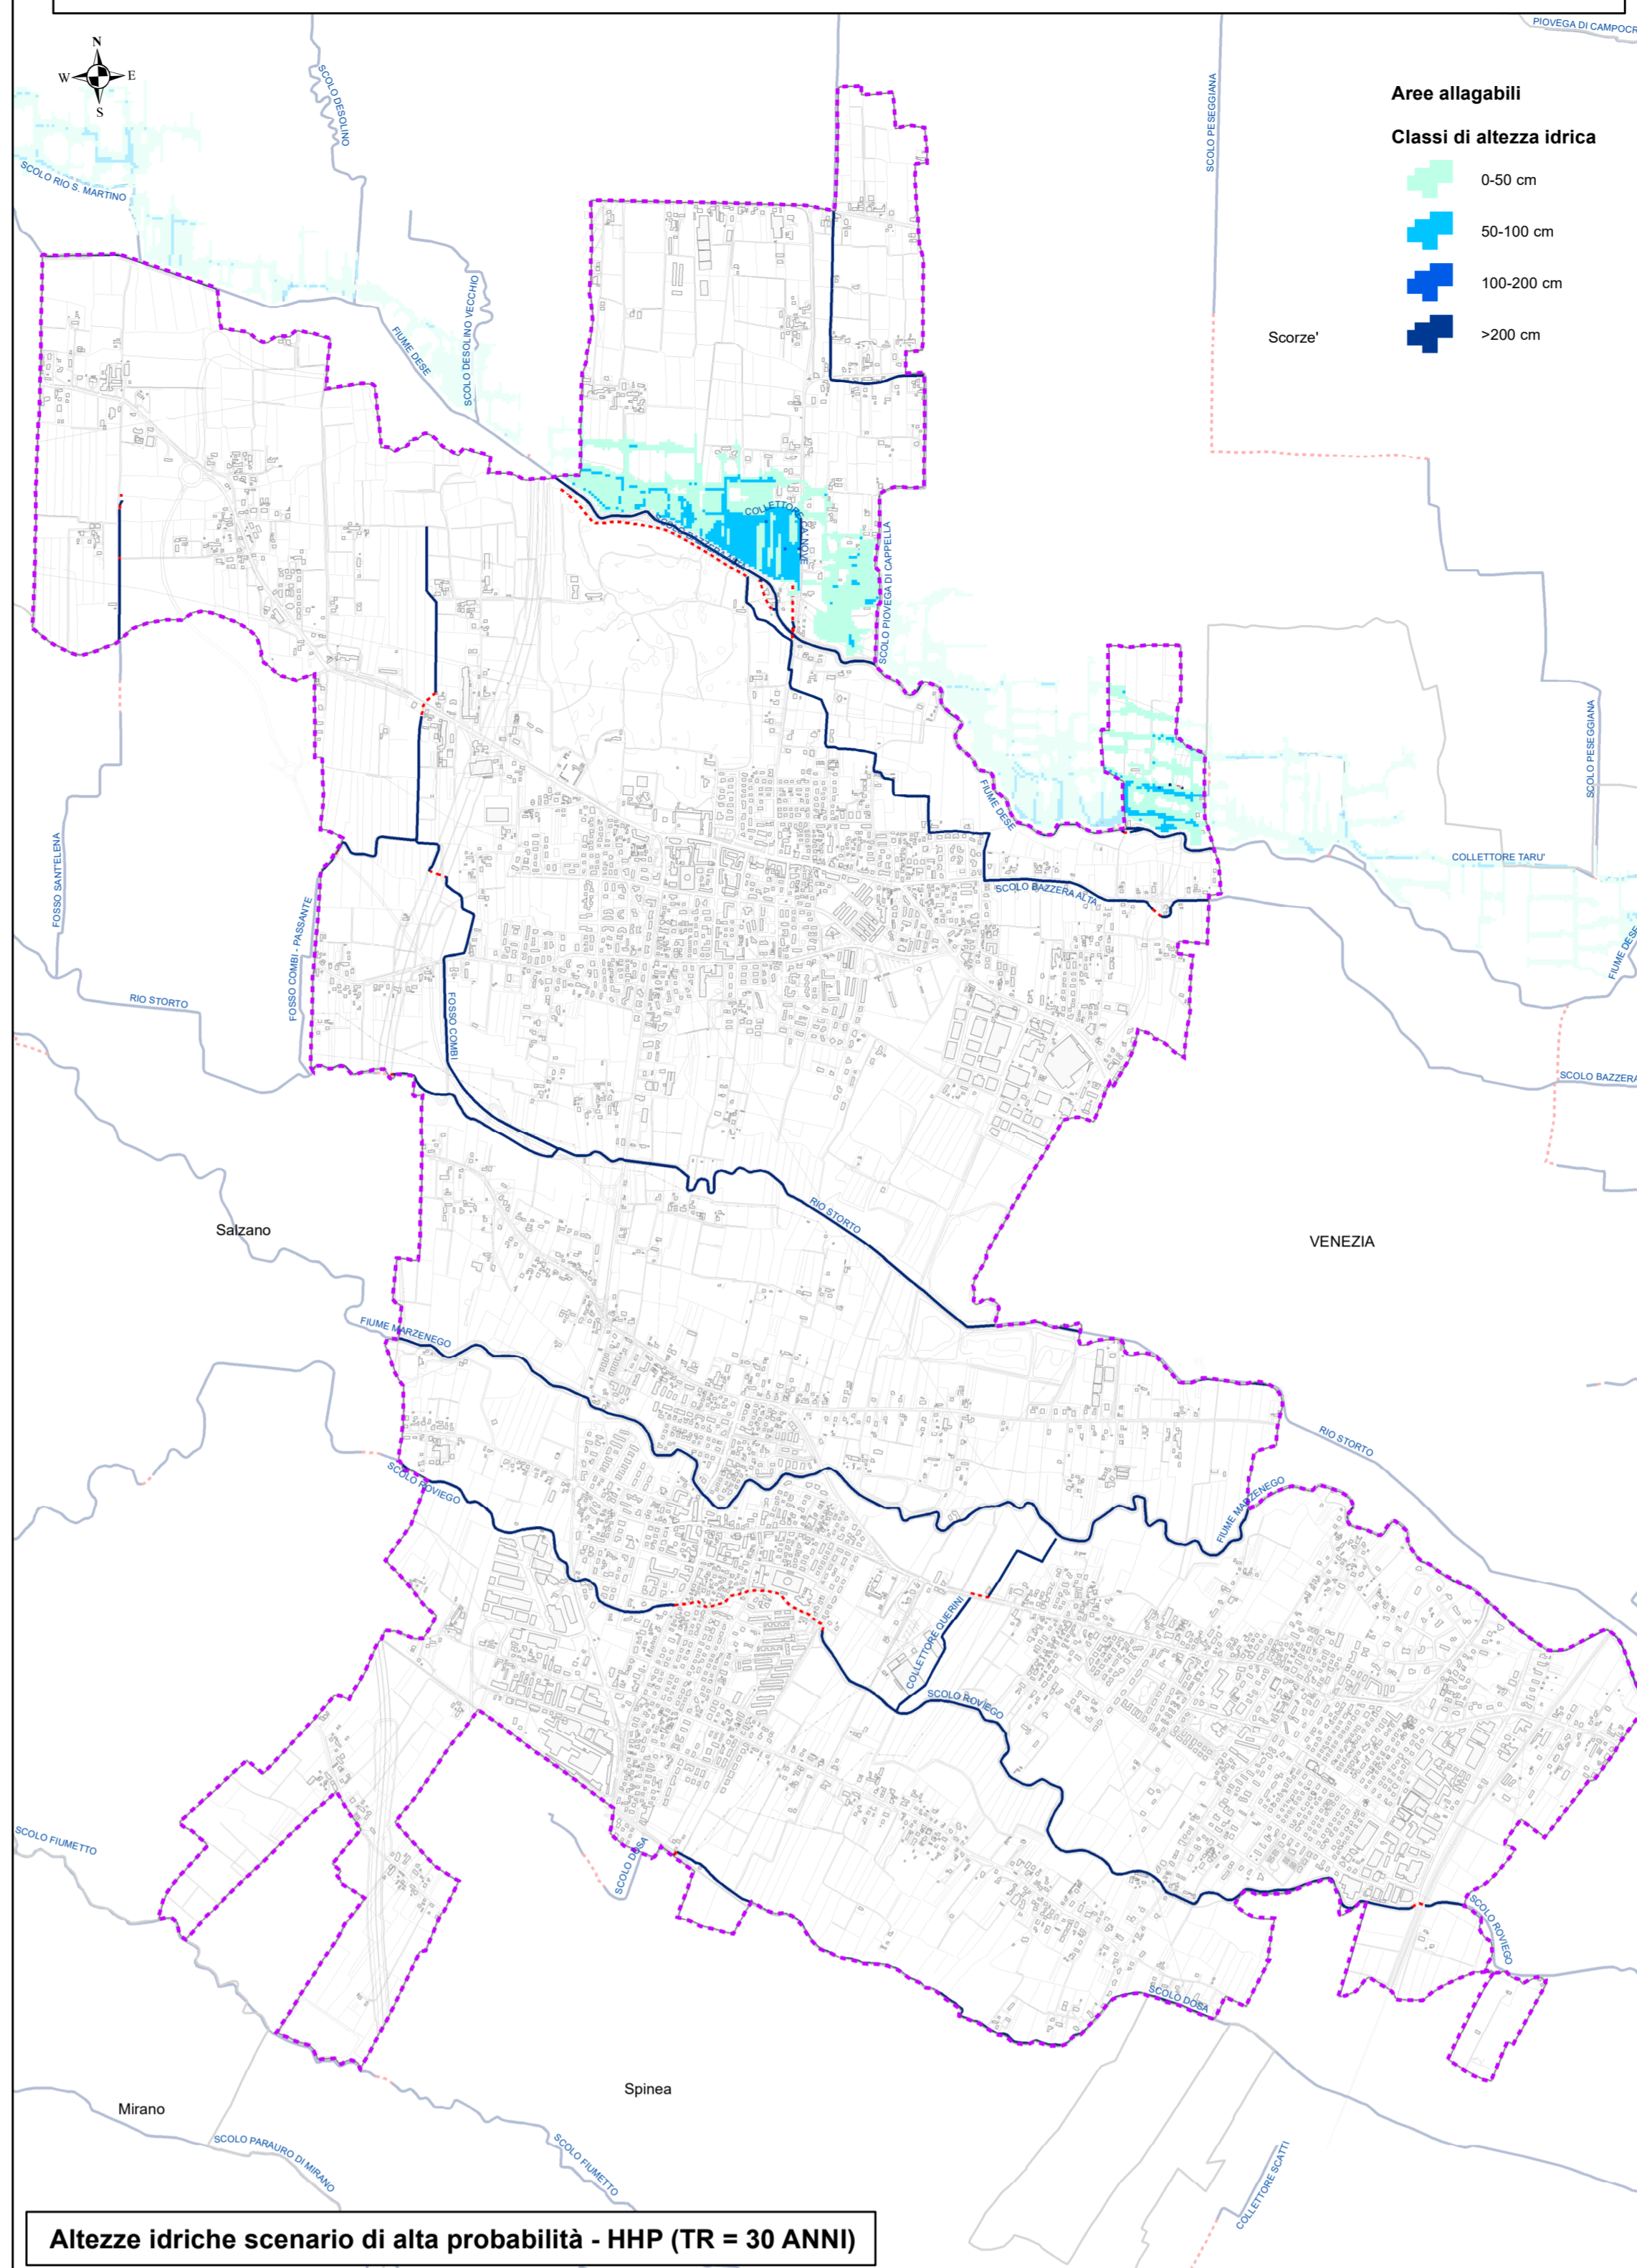 PIOVEGA DI CAMPOCR
N
W
E
S
SCOLO DESOLINO
SCOLO PESEGGIANA
Aree allagabili
Classi di altezza idrica
0-50 cm
50-100 cm
100-200 cm
>200 cm
SCOLO RIO S. MARTINO
FIUME DESE
SCOLO DESOLINO VECCHIO
Scorze'
COLLETTORE CA' NOVE
SCOLO PIOVEGA DI CAPPELLA
SCOLO PESEGGIANA
FIUME DESE
COLLETTORE TARU'
FOSSO SANT'ELENA
SCOLO BAZZERA ALTA
FOSSO COMBI - PASSANTE
FIUME DESE
RIO STORTO
FOSSO COMBI
SCOLO BAZZERA
RIO STORTO
Salzano
VENEZIA
FIUME MARZENEGO
RIO STORTO
SCOLO ROVIEGO
FIUME MARZENEGO
COLLETTORE QUERINI
SCOLO ROVIEGO
SCOLO FIUMETTO
SCOLO DOSA
SCOLO ROVIEGO
SCOLO DOSA
Spinea
Mirano
SCOLO PARAURO DI MIRANO
SCOLO FIUMETTO
COLLETTORE SCATTI
Altezze idriche scenario di alta probabilità - HHP (TR = 30 ANNI)